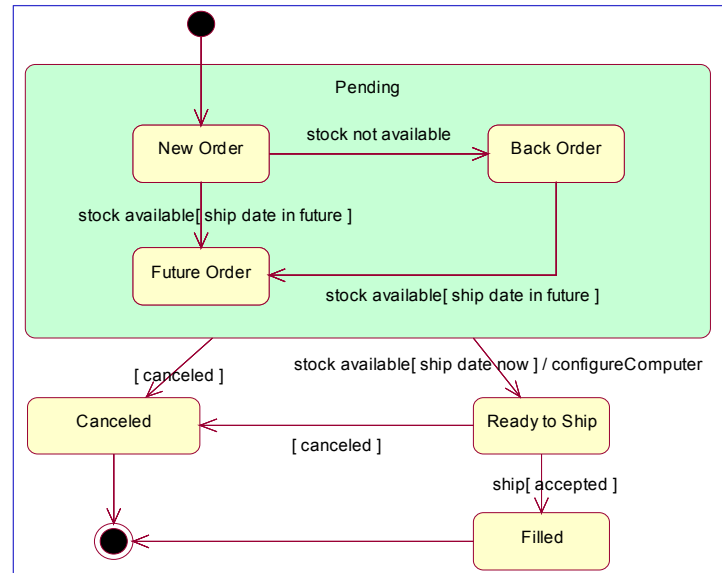 Pending
New Order
stock not available
Back Order
stock available[ ship date in future ]
Future Order
stock available[ ship date in future ]
[ canceled ]
stock available[ ship date now ] / configureComputer
Canceled
Ready to Ship
[ canceled ]
ship[ accepted ]
Filled